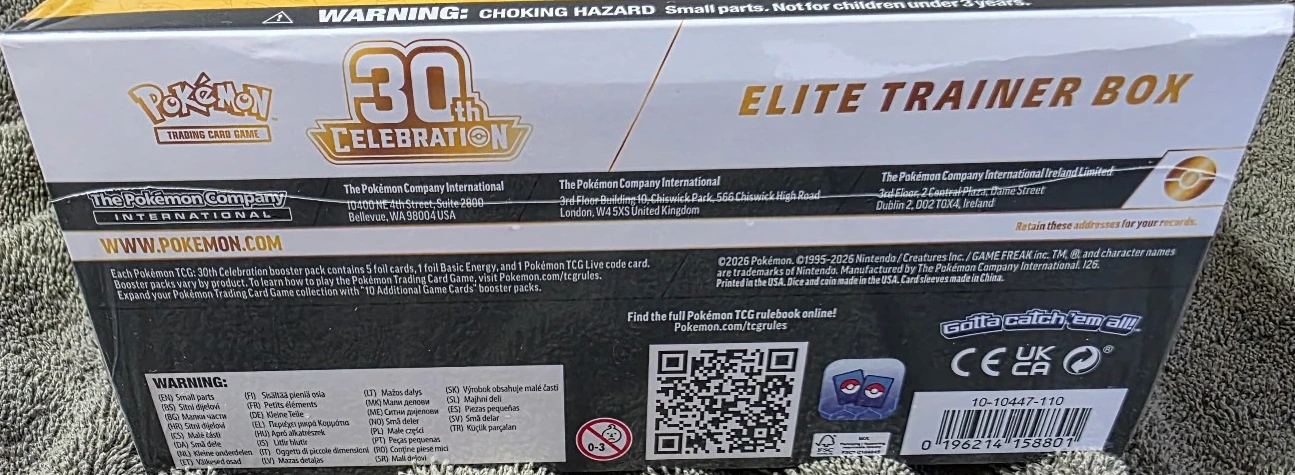 WARNING: CHOKING HAZARD Small parts. Not for children under 3 years.
POKéMON
TRADING CARD GAME
30th
CELEBRATION
ELITE TRAINER BOX
The Pokémon Company
INTERNATIONAL
The Pokémon Company International
10400 NE 4th Street, Suite 2800
Bellevue, WA 98004 USA
The Pokémon Company International
3rd Floor Building 10, Chiswick Park, 566 Chiswick High Road
London, W4 5XS United Kingdom
The Pokémon Company International Ireland Limited
3rd Floor, 2 Central Plaza, Dame Street
Dublin 2, D02 T0X4, Ireland
Retain these addresses for your records.
WWW.POKEMON.COM
Each Pokémon TCG: 30th Celebration booster pack contains 5 foil cards, 1 foil Basic Energy, and 1 Pokémon TCG Live code card.
Booster packs vary by product. To learn how to play the Pokémon Trading Card Game, visit Pokemon.com/tcgrules.
Expand your Pokémon Trading Card Game collection with "10 Additional Game Cards" booster packs.
©2026 Pokémon. ©1995-2026 Nintendo / Creatures Inc. / GAME FREAK inc. TM, ®, and character names
are trademarks of Nintendo. Manufactured by The Pokémon Company International. 126.
Printed in the USA. Dice and coin made in the USA. Card sleeves made in China.
Find the full Pokémon TCG rulebook online!
Pokemon.com/tcgrules
Gotta catch 'em all!
CE UK CA ®
WARNING:
(EN) Small parts
(BS) Sitni dijelovi
(BG) Малки части
(HR) Sitni dijelovi
(CS) Malé části
(DA) Små dele
(NL) Kleine onderdelen
(ET) Väikesed osad
(FI) Sisältää pieniä osia
(FR) Petits éléments
(DE) Kleine Teile
(EL) Περιέχει μικρά Κομμάτια
(HU) Apró alkatrészek
(IS) Litlir hlutir
(IT) Oggetti di piccole dimensioni
(LV) Mazas detaļas
(LT) Mažos dalys
(MK) Мали делови
(ME) Ситни дијелови
(NO) Små deler
(PL) Małe części
(PT) Peças pequenas
(RO) Conține piese mici
(SR) Mali delovi
(SK) Výrobok obsahuje malé časti
(SL) Majhni deli
(ES) Piezas pequeñas
(SV) Små delar
(TR) Küçük parçaları
0-3
FSC
MIX
10-10447-110
0 196214 158801